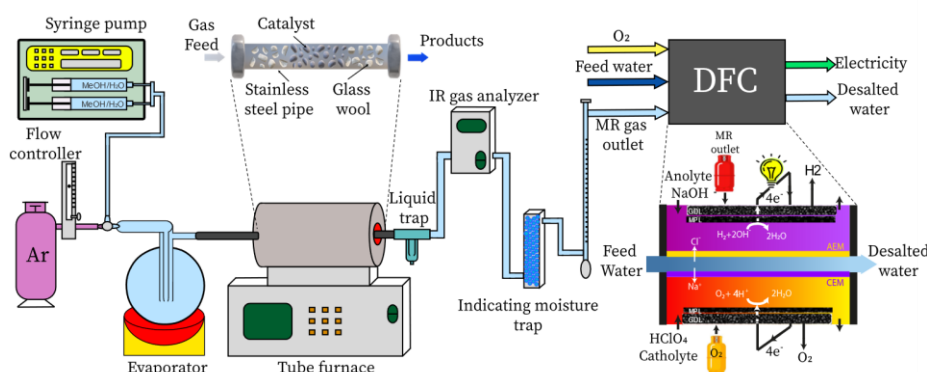 Syringe pump
MeOH/H₂O
MeOH/H₂O
Flow
controller
Ar
Evaporator
Gas
Feed
Catalyst
Products
Stainless
steel pipe
Glass
wool
Tube furnace
Liquid
trap
IR gas analyzer
Indicating moisture
trap
O₂
Feed water
MR gas
outlet
DFC
Electricity
Desalted
water
MR
outlet
Anolyte
NaOH
4e⁻
H2
GDL
MPL
H₂+2OH⁻
2H₂O
Cl⁻
AEM
Feed
Water
Desalted
water
Na⁺
CEM
O₂+ 4H⁺
2H₂O
MPL
GDL
HClO₄
Catholyte
O₂
4e⁻
O₂